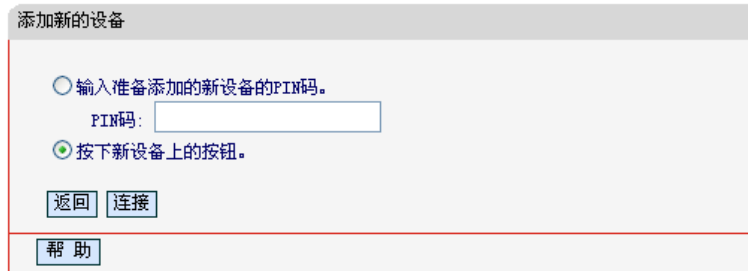 添加新的设备
输入准备添加的新设备的PIN码。
PIN码:
按下新设备上的按钮。
返回 连接
帮 助